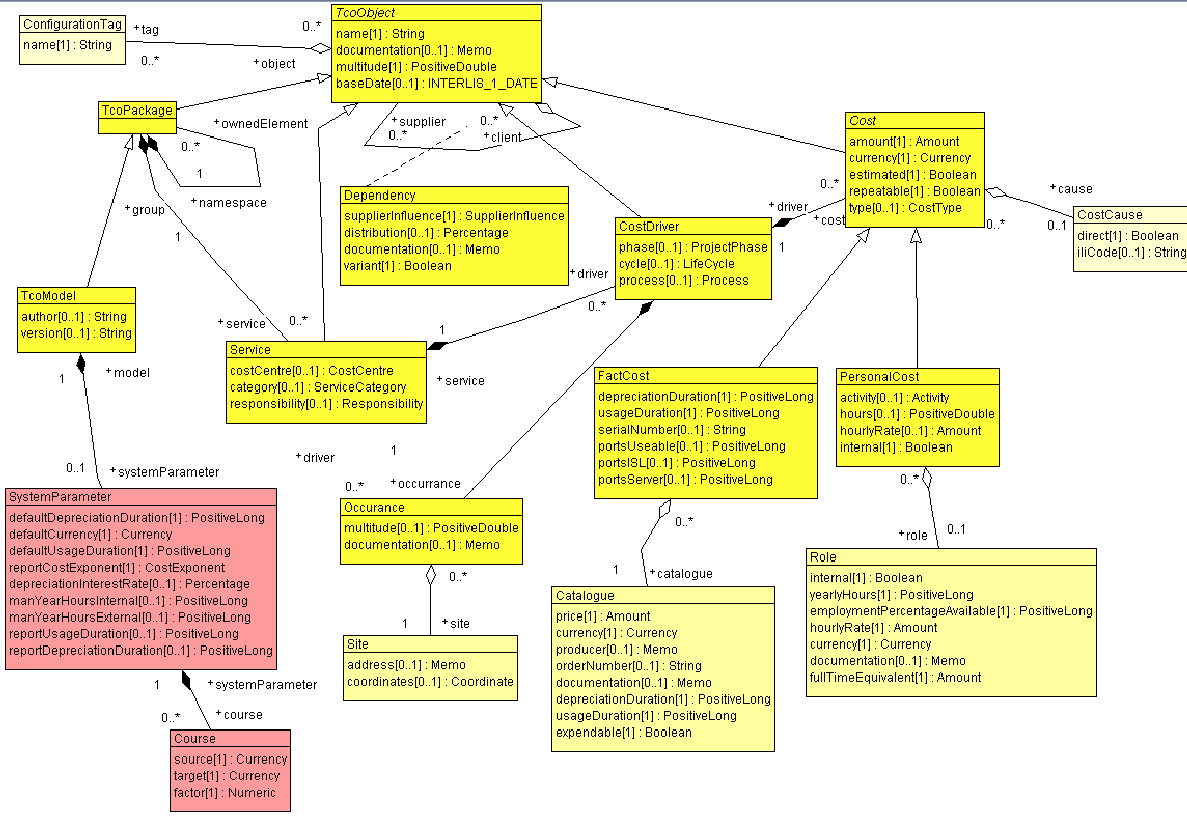 ConfigurationTag
name[1] : String
+tag
0..*
0..*
+object
TcoObject
name[1] : String
documentation[0..1] : Memo
multitude[1] : PositiveDouble
baseDate[0..1] : INTERLIS_1_DATE
TcoPackage
+ownedElement
0..*
1
+namespace
+group
1
+supplier
0..*
0..*
+client
Dependency
supplierInfluence[1] : SupplierInfluence
distribution[0..1] : Percentage
documentation[0..1] : Memo
variant[1] : Boolean
Cost
amount[1] : Amount
currency[1] : Currency
estimated[1] : Boolean
repeatable[1] : Boolean
type[0..1] : CostType
0..*
+driver
+cost
1
+cause
0..*
0..1
CostCause
direct[1] : Boolean
iliCode[0..1] : String
CostDriver
phase[0..1] : ProjectPhase
cycle[0..1] : LifeCycle
process[0..1] : Process
+driver
0..*
TcoModel
author[0..1] : String
version[0..1] : String
+service
0..*
1
Service
costCentre[0..1] : CostCentre
category[0..1] : ServiceCategory
responsibility[0..1] : Responsibility
+service
1
+model
0..1
+systemParameter
FactCost
depreciationDuration[1] : PositiveLong
usageDuration[1] : PositiveLong
serialNumber[0..1] : String
portsUseable[0..1] : PositiveLong
portsISL[0..1] : PositiveLong
portsServer[0..1] : PositiveLong
PersonalCost
activity[0..1] : Activity
hours[0..1] : PositiveDouble
hourlyRate[0..1] : Amount
internal[1] : Boolean
+driver
1
0..*
+occurrance
SystemParameter
defaultDepreciationDuration[1] : PositiveLong
defaultCurrency[1] : Currency
defaultUsageDuration[1] : PositiveLong
reportCostExponent[1] : CostExponent
depreciationInterestRate[0..1] : Percentage
manYearHoursInternal[0..1] : PositiveLong
manYearHoursExternal[0..1] : PositiveLong
reportUsageDuration[0..1] : PositiveLong
reportDepreciationDuration[0..1] : PositiveLong
Occurance
multitude[0..1] : PositiveDouble
documentation[0..1] : Memo
0..*
1
+site
Site
address[0..1] : Memo
coordinates[0..1] : Coordinate
0..*
1
+catalogue
Catalogue
price[1] : Amount
currency[1] : Currency
producer[0..1] : Memo
orderNumber[0..1] : String
documentation[0..1] : Memo
depreciationDuration[1] : PositiveLong
usageDuration[1] : PositiveLong
expendable[1] : Boolean
0..*
+role
0..1
Role
internal[1] : Boolean
yearlyHours[1] : PositiveLong
employmentPercentageAvailable[1] : PositiveLong
hourlyRate[1] : Amount
currency[1] : Currency
documentation[0..1] : Memo
fullTimeEquivalent[1] : Amount
1
+systemParameter
0..*
+course
Course
source[1] : Currency
target[1] : Currency
factor[1] : Numeric